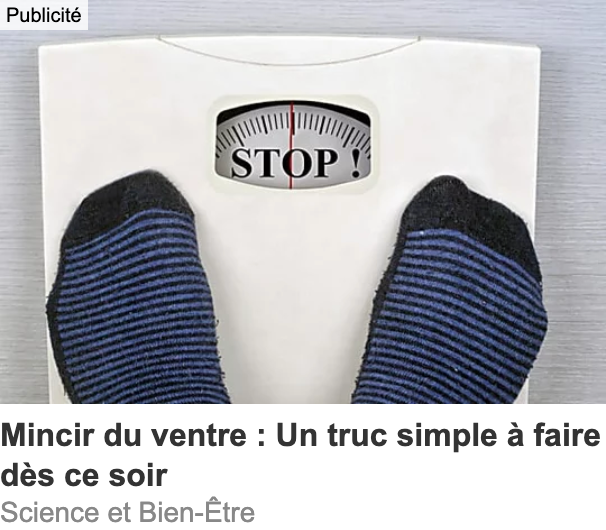 Publicité
STOP !
Mincir du ventre : Un truc simple à faire
dès ce soir
Science et Bien-Être